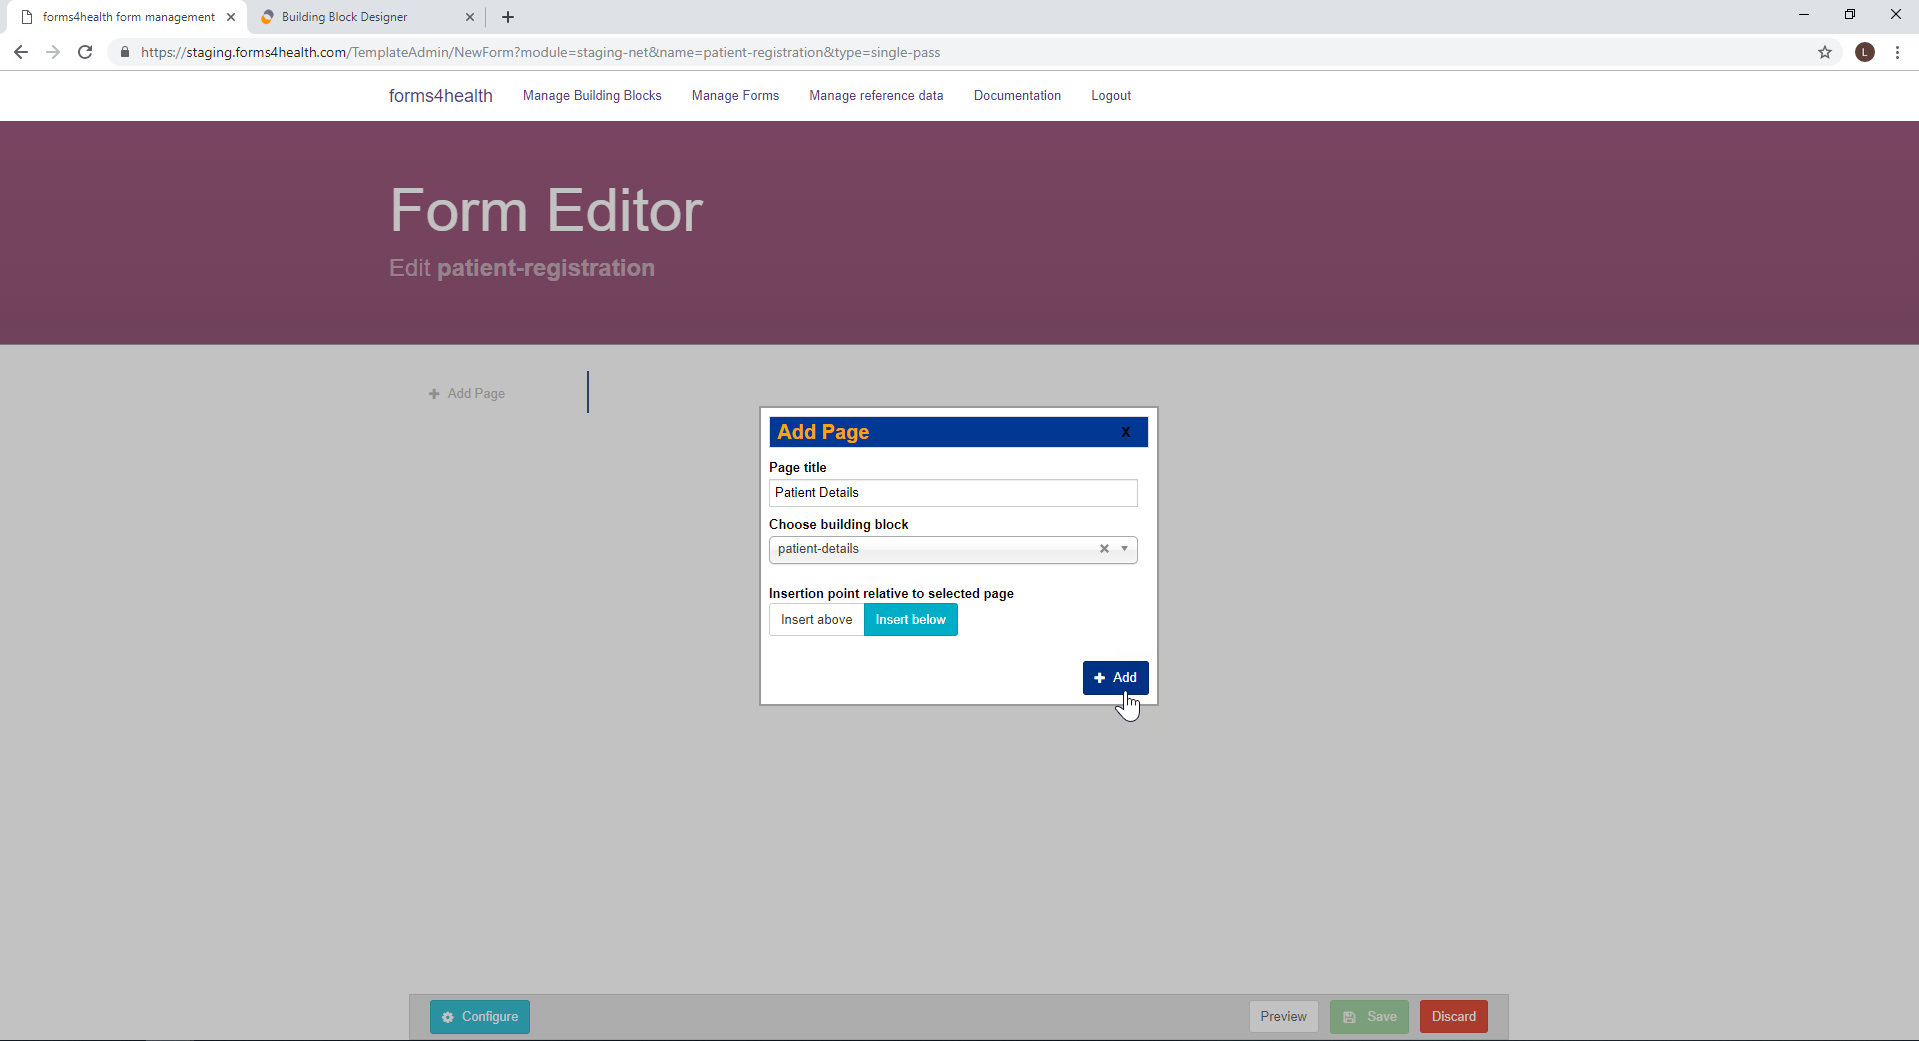 forms4health form management
Building Block Designer
https://staging.forms4health.com/TemplateAdmin/NewForm?module=staging-net&name=patient-registration&type=single-pass
L
forms4health Manage Building Blocks Manage Forms Manage reference data Documentation Logout
Form Editor
Edit patient-registration
Add Page
Add Page X
Page title
Patient Details
Choose building block
patient-details
Insertion point relative to selected page
Insert above Insert below
Add
Configure Preview Save Discard